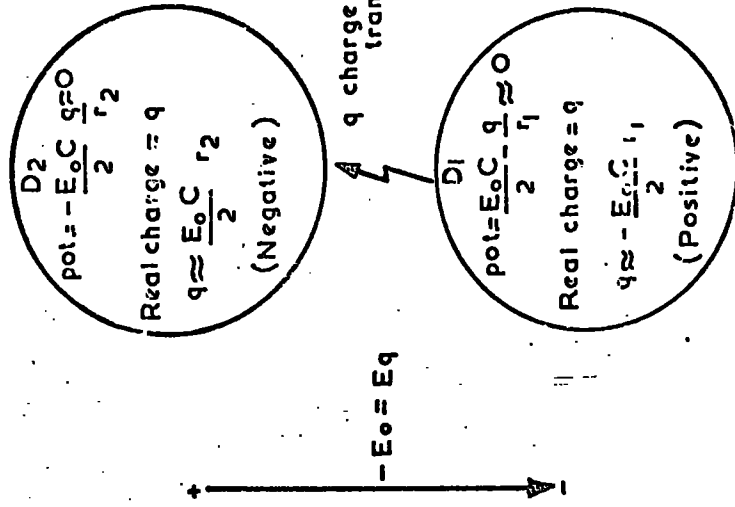 D2
pot=-E₀C/2 q/r₂=0
Real charge = q
q≈E₀C/2 r₂
(Negative)
q charge
tran
D1
pot=E₀C/2-q/r₁≈0
Real charge=q
q≈-E₀C/2 r₁
(Positive)
+
-E₀=Eq
-